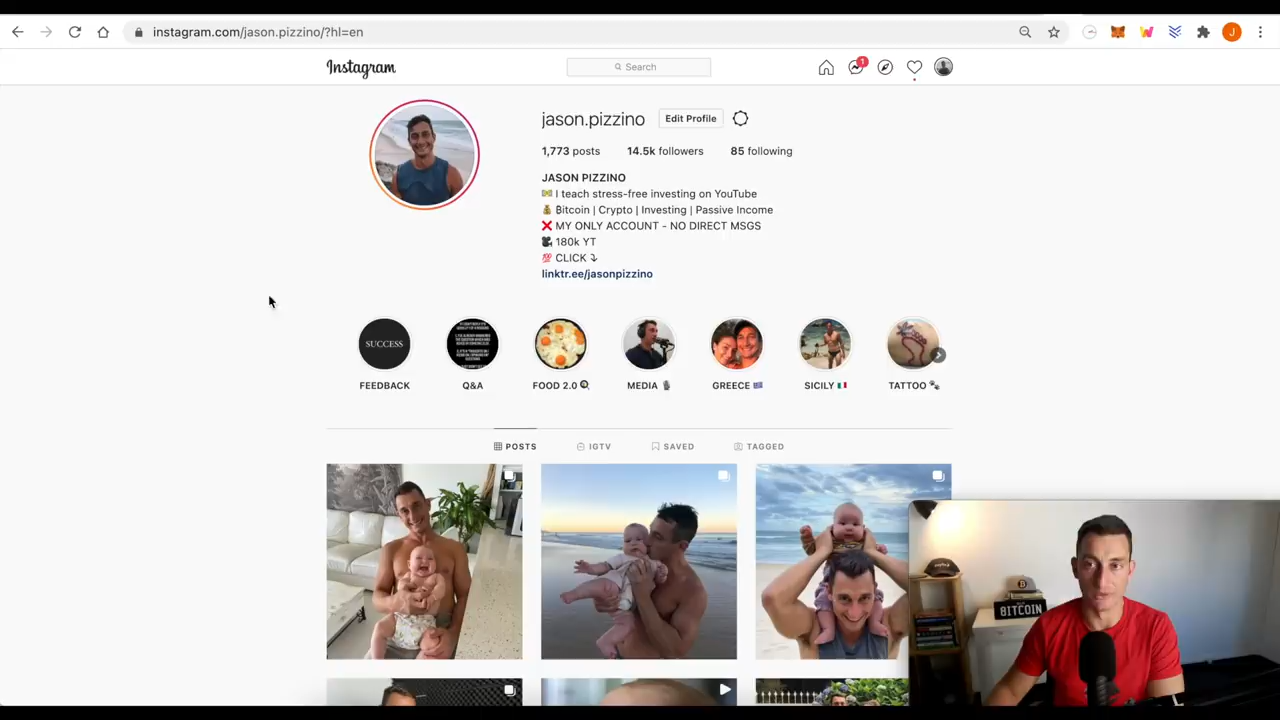 instagram.com/jason.pizzino/?hl=en
J
Instagram
Search
1
jason.pizzino
Edit Profile
1,773 posts 14.5k followers 85 following
JASON PIZZINO
I teach stress-free investing on YouTube
₿itcoin | Crypto | Investing | Passive Income
MY ONLY ACCOUNT - NO DIRECT MSGS
180k YT
💯 CLICK ⤵
linktr.ee/jasonpizzino
SUCCESS
FEEDBACK Q&A FOOD 2.0 MEDIA GREECE SICILY TATTOO
POSTS IGTV SAVED TAGGED
BITCOIN